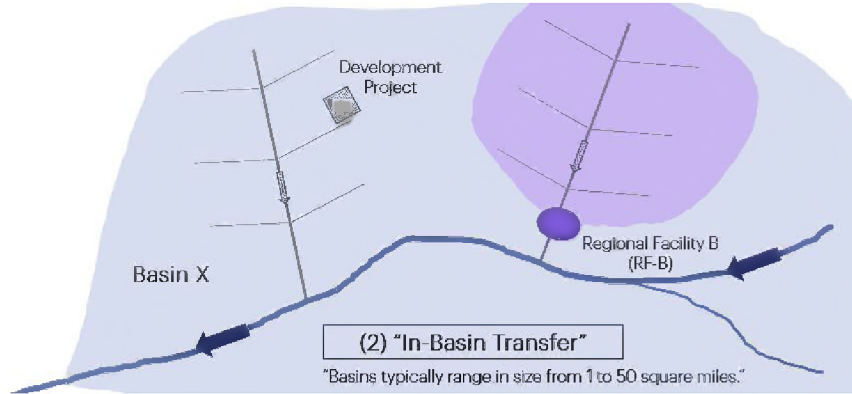 Development
Project
Regional Facility B
(RF-B)
Basin X
(2) "In-Basin Transfer"
"Basins typically range in size from 1 to 50 square miles."